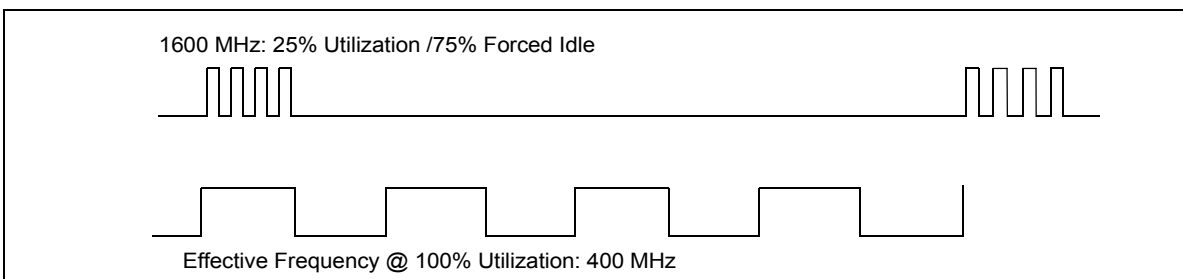 1600 MHz: 25% Utilization /75% Forced Idle
Effective Frequency @ 100% Utilization: 400 MHz